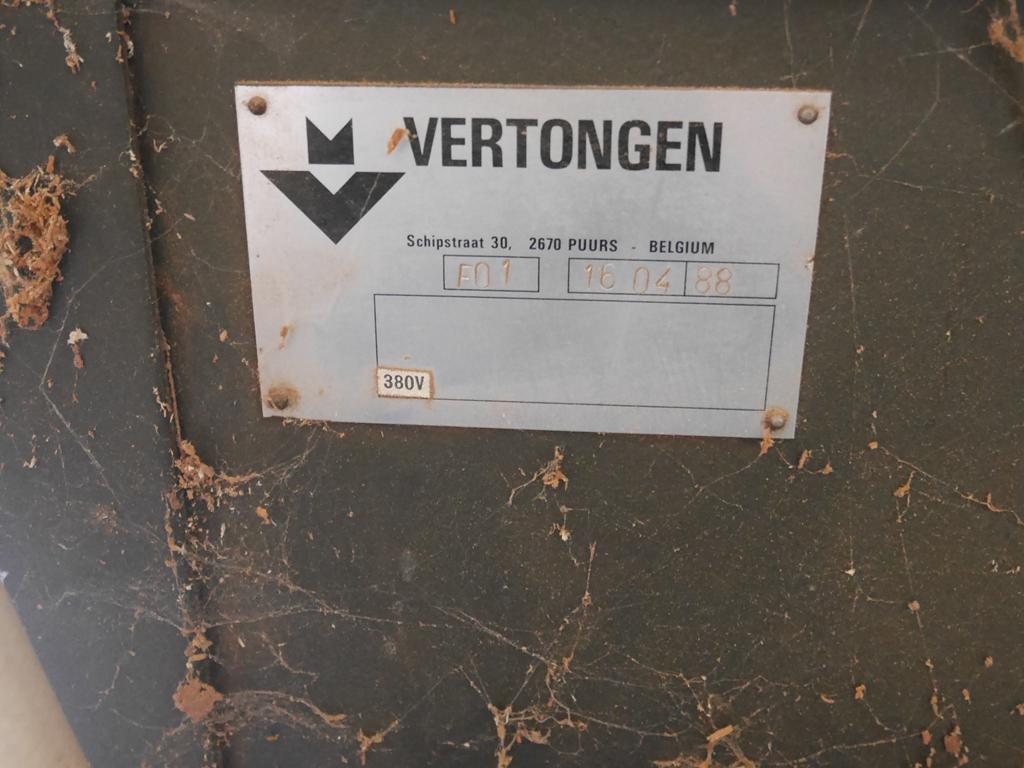 VERTONGEN
Schipstraat 30, 2670 PUURS - BELGIUM
F01 16 04 88
380V